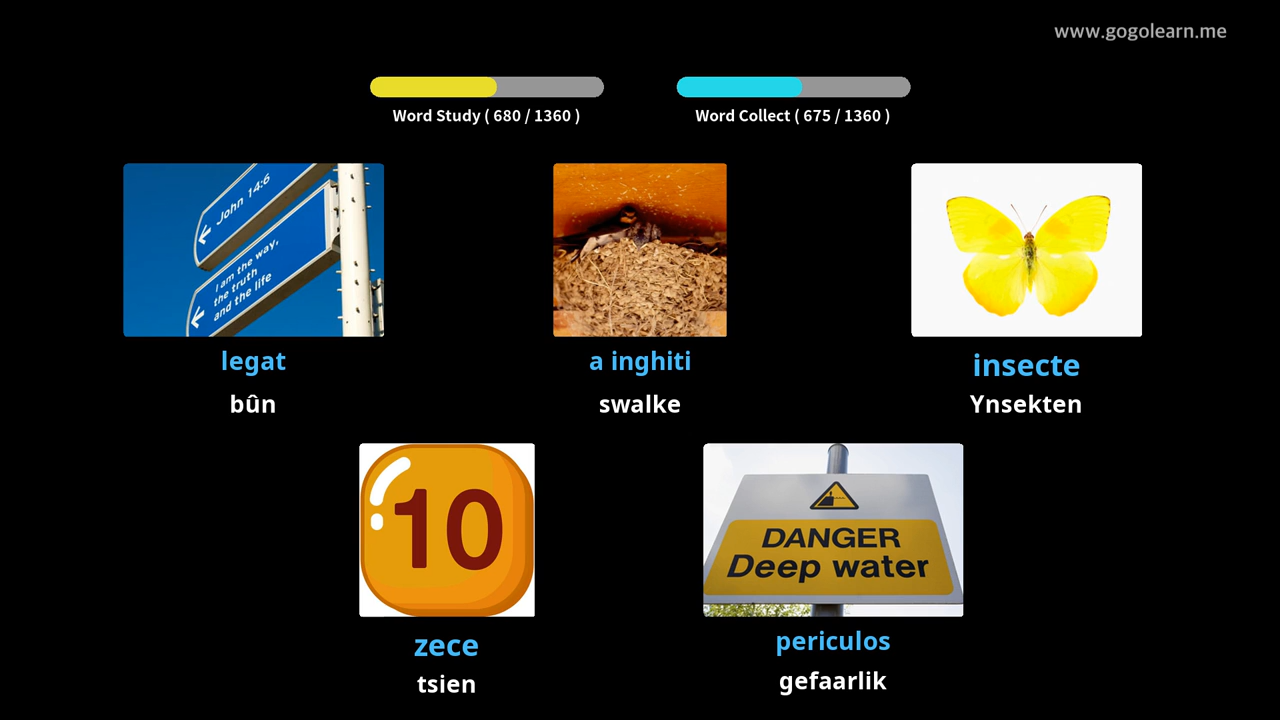 www.gogolearn.me
Word Study ( 680 / 1360 )
Word Collect ( 675 / 1360 )
John 14:6
I am the way,
the truth
and the life
legat
bûn
a inghiti
swalke
insecte
Ynsekten
10
zece
tsien
DANGER
Deep water
periculos
gefaarlik